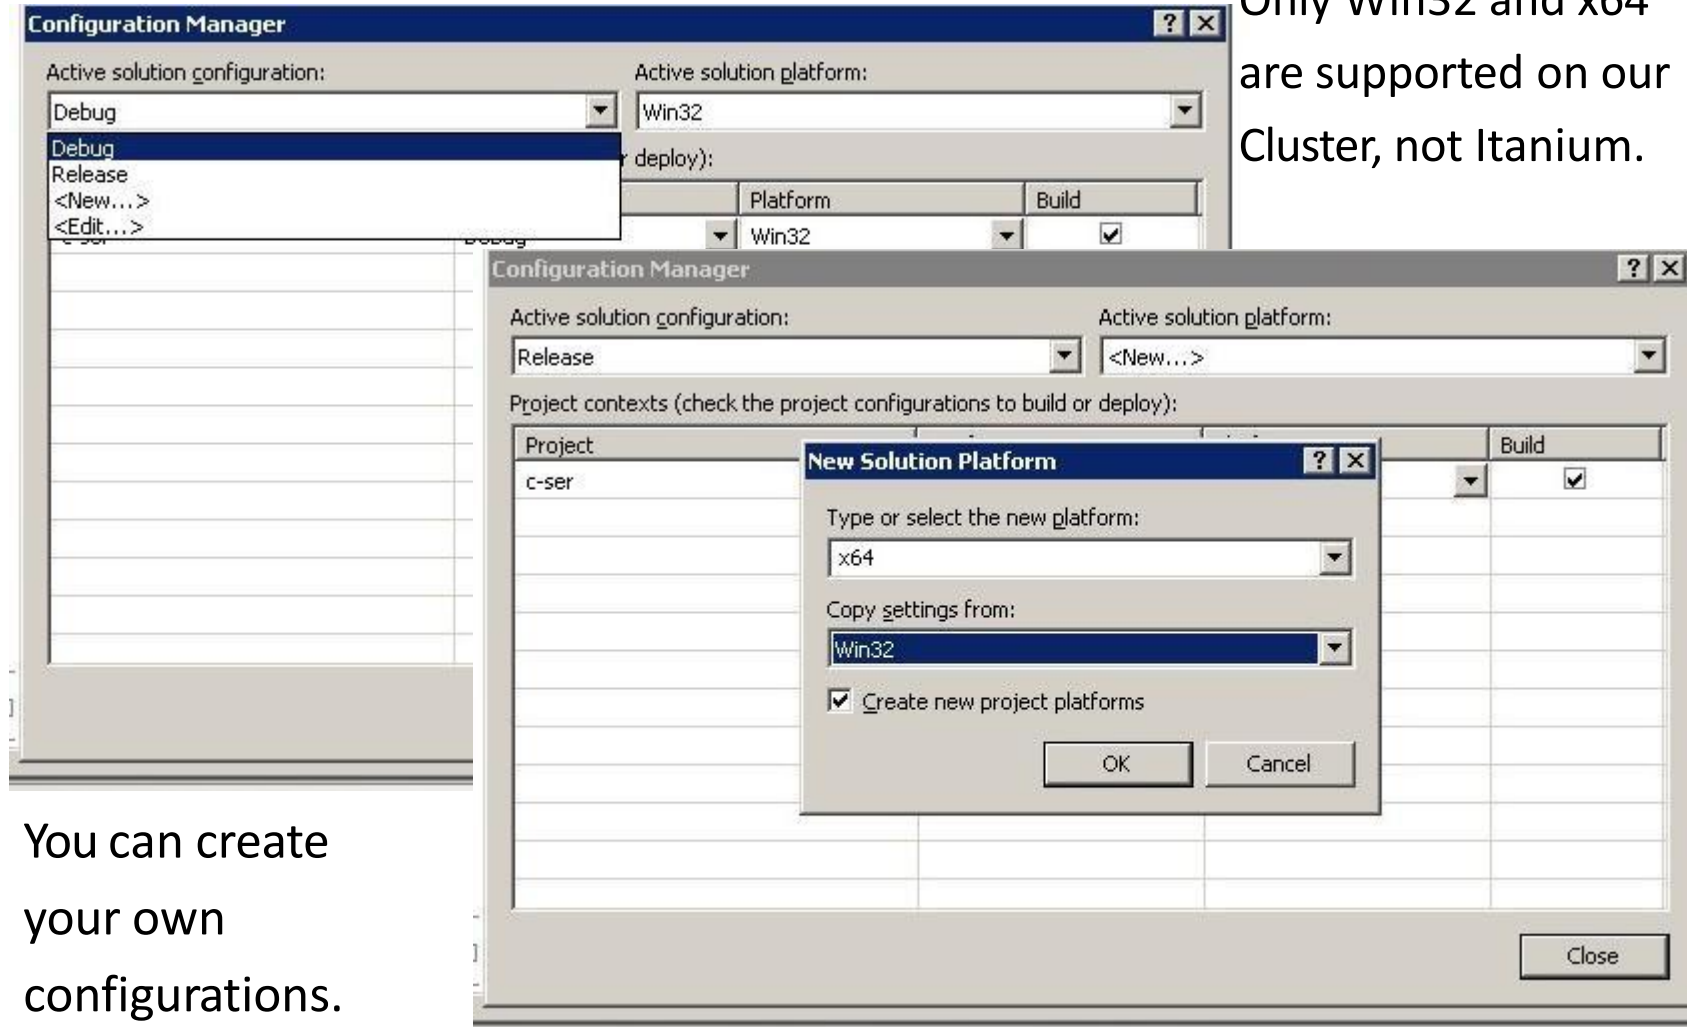 Only Win32 and x64
are supported on our
Cluster, not Itanium.
Configuration Manager
Active solution configuration:
Active solution platform:
Debug
Win32
Debug
Release
<New...>
<Edit...>
r deploy):
Platform
Build
c-ser
Debug
Win32
Configuration Manager
Active solution configuration:
Active solution platform:
Release
<New...>
Project contexts (check the project configurations to build or deploy):
Project
Build
c-ser
New Solution Platform
Type or select the new platform:
x64
Copy settings from:
Win32
Create new project platforms
OK
Cancel
Close
You can create
your own
configurations.